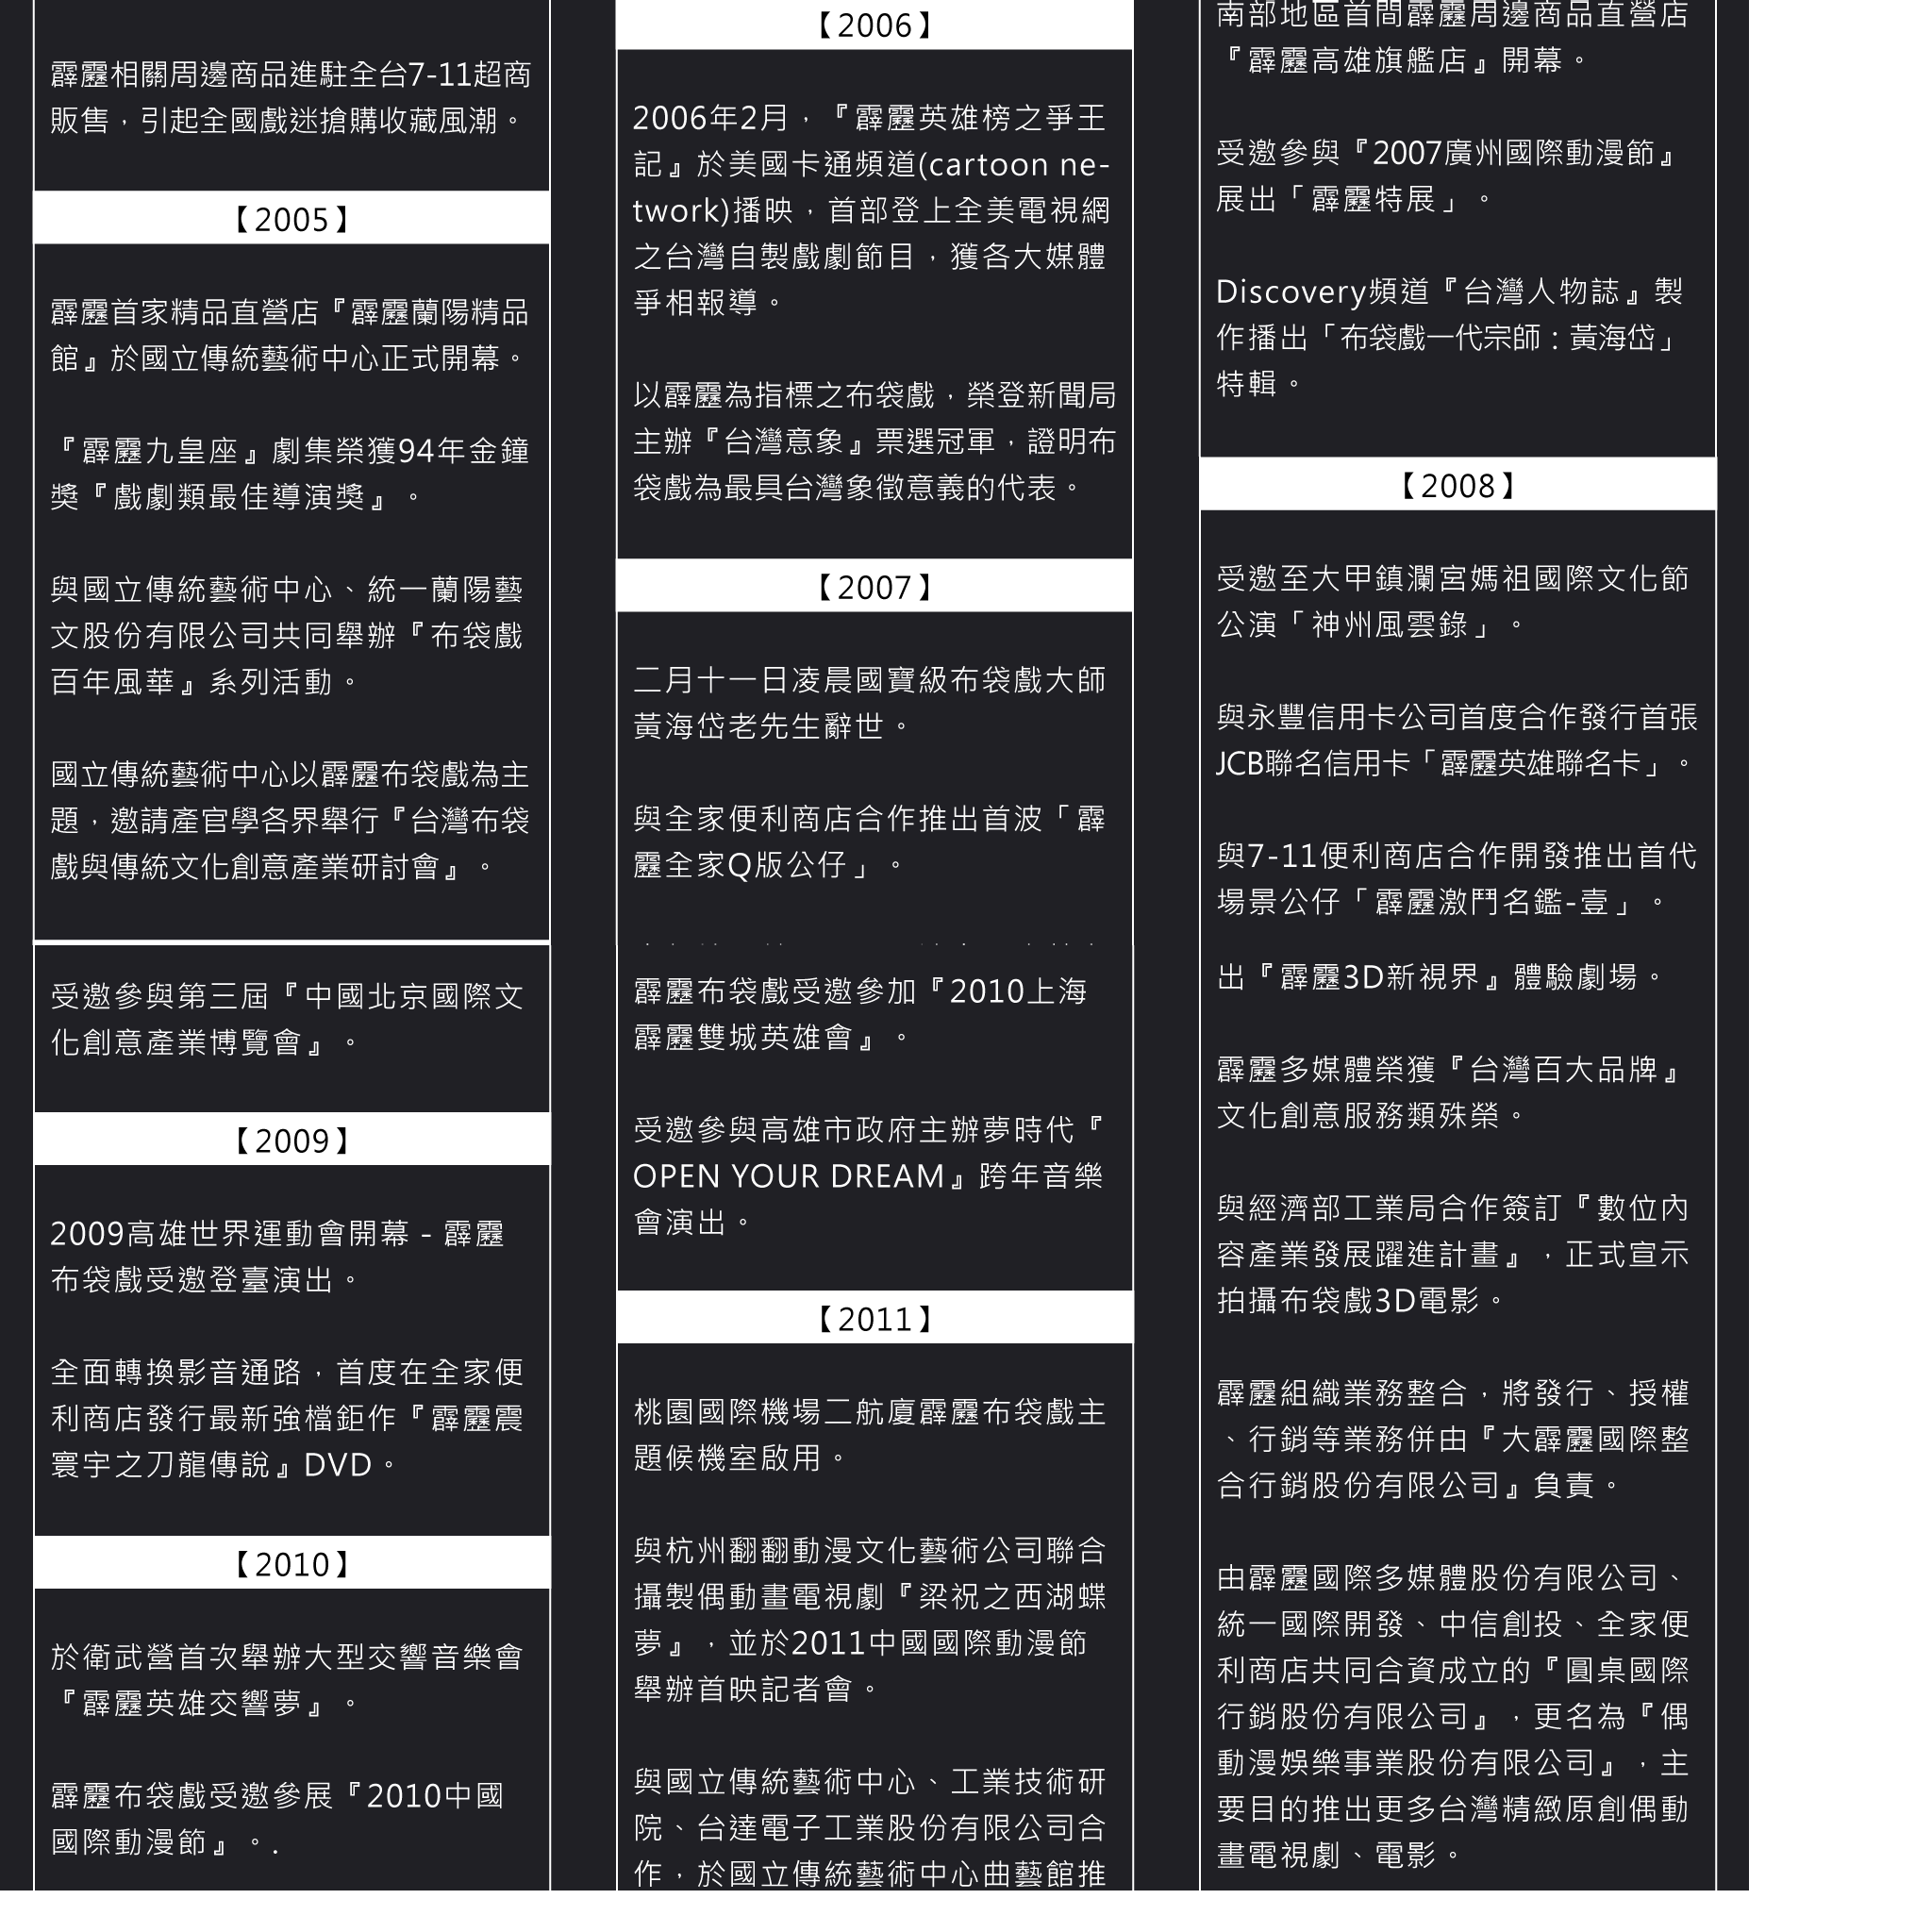 霹靂相關周邊商品進駐全台7-11超商
販售，引起全國戲迷搶購收藏風潮。
【2005】
霹靂首家精品直營店『霹靂蘭陽精品
館』於國立傳統藝術中心正式開幕。
『霹靂九皇座』劇集榮獲94年金鐘
獎『戲劇類最佳導演獎』。
與國立傳統藝術中心、統一蘭陽藝
文股份有限公司共同舉辦『布袋戲
百年風華』系列活動。
國立傳統藝術中心以霹靂布袋戲為主
題，邀請產官學各界舉行『台灣布袋
戲與傳統文化創意產業研討會』。
【2006】
2006年2月，『霹靂英雄榜之爭王
記』於美國卡通頻道(cartoon ne-
twork)播映，首部登上全美電視網
之台灣自製戲劇節目，獲各大媒體
爭相報導。
以霹靂為指標之布袋戲，榮登新聞局
主辦『台灣意象』票選冠軍，證明布
袋戲為最具台灣象徵意義的代表。
【2007】
二月十一日凌晨國寶級布袋戲大師
黃海岱老先生辭世。
與全家便利商店合作推出首波「霹
靂全家Q版公仔」。
南部地區首間霹靂周邊商品直營店
『霹靂高雄旗艦店』開幕。
受邀參與『2007廣州國際動漫節』
展出「霹靂特展」。
Discovery頻道『台灣人物誌』製
作播出「布袋戲一代宗師：黃海岱」
特輯。
【2008】
受邀至大甲鎮瀾宮媽祖國際文化節
公演「神州風雲錄」。
與永豐信用卡公司首度合作發行首張
JCB聯名信用卡「霹靂英雄聯名卡」。
與7-11便利商店合作開發推出首代
場景公仔「霹靂激鬥名鑑-壹」。
受邀參與第三屆『中國北京國際文
化創意產業博覽會』。
【2009】
2009高雄世界運動會開幕－霹靂
布袋戲受邀登臺演出。
全面轉換影音通路，首度在全家便
利商店發行最新強檔鉅作『霹靂震
寰宇之刀龍傳說』DVD。
【2010】
於衛武營首次舉辦大型交響音樂會
『霹靂英雄交響夢』。
霹靂布袋戲受邀參展『2010中國
國際動漫節』。.
霹靂布袋戲受邀參加『2010上海
霹靂雙城英雄會』。
受邀參與高雄市政府主辦夢時代『
OPEN YOUR DREAM』跨年音樂
會演出。
【2011】
桃園國際機場二航廈霹靂布袋戲主
題候機室啟用。
與杭州翻翻動漫文化藝術公司聯合
攝製偶動畫電視劇『梁祝之西湖蝶
夢』，並於2011中國國際動漫節
舉辦首映記者會。
與國立傳統藝術中心、工業技術研
院、台達電子工業股份有限公司合
作，於國立傳統藝術中心曲藝館推
出『霹靂3D新視界』體驗劇場。
霹靂多媒體榮獲『台灣百大品牌』
文化創意服務類殊榮。
與經濟部工業局合作簽訂『數位內
容產業發展躍進計畫』，正式宣示
拍攝布袋戲3D電影。
霹靂組織業務整合，將發行、授權
、行銷等業務併由『大霹靂國際整
合行銷股份有限公司』負責。
由霹靂國際多媒體股份有限公司、
統一國際開發、中信創投、全家便
利商店共同合資成立的『圓桌國際
行銷股份有限公司』，更名為『偶
動漫娛樂事業股份有限公司』，主
要目的推出更多台灣精緻原創偶動
畫電視劇、電影。